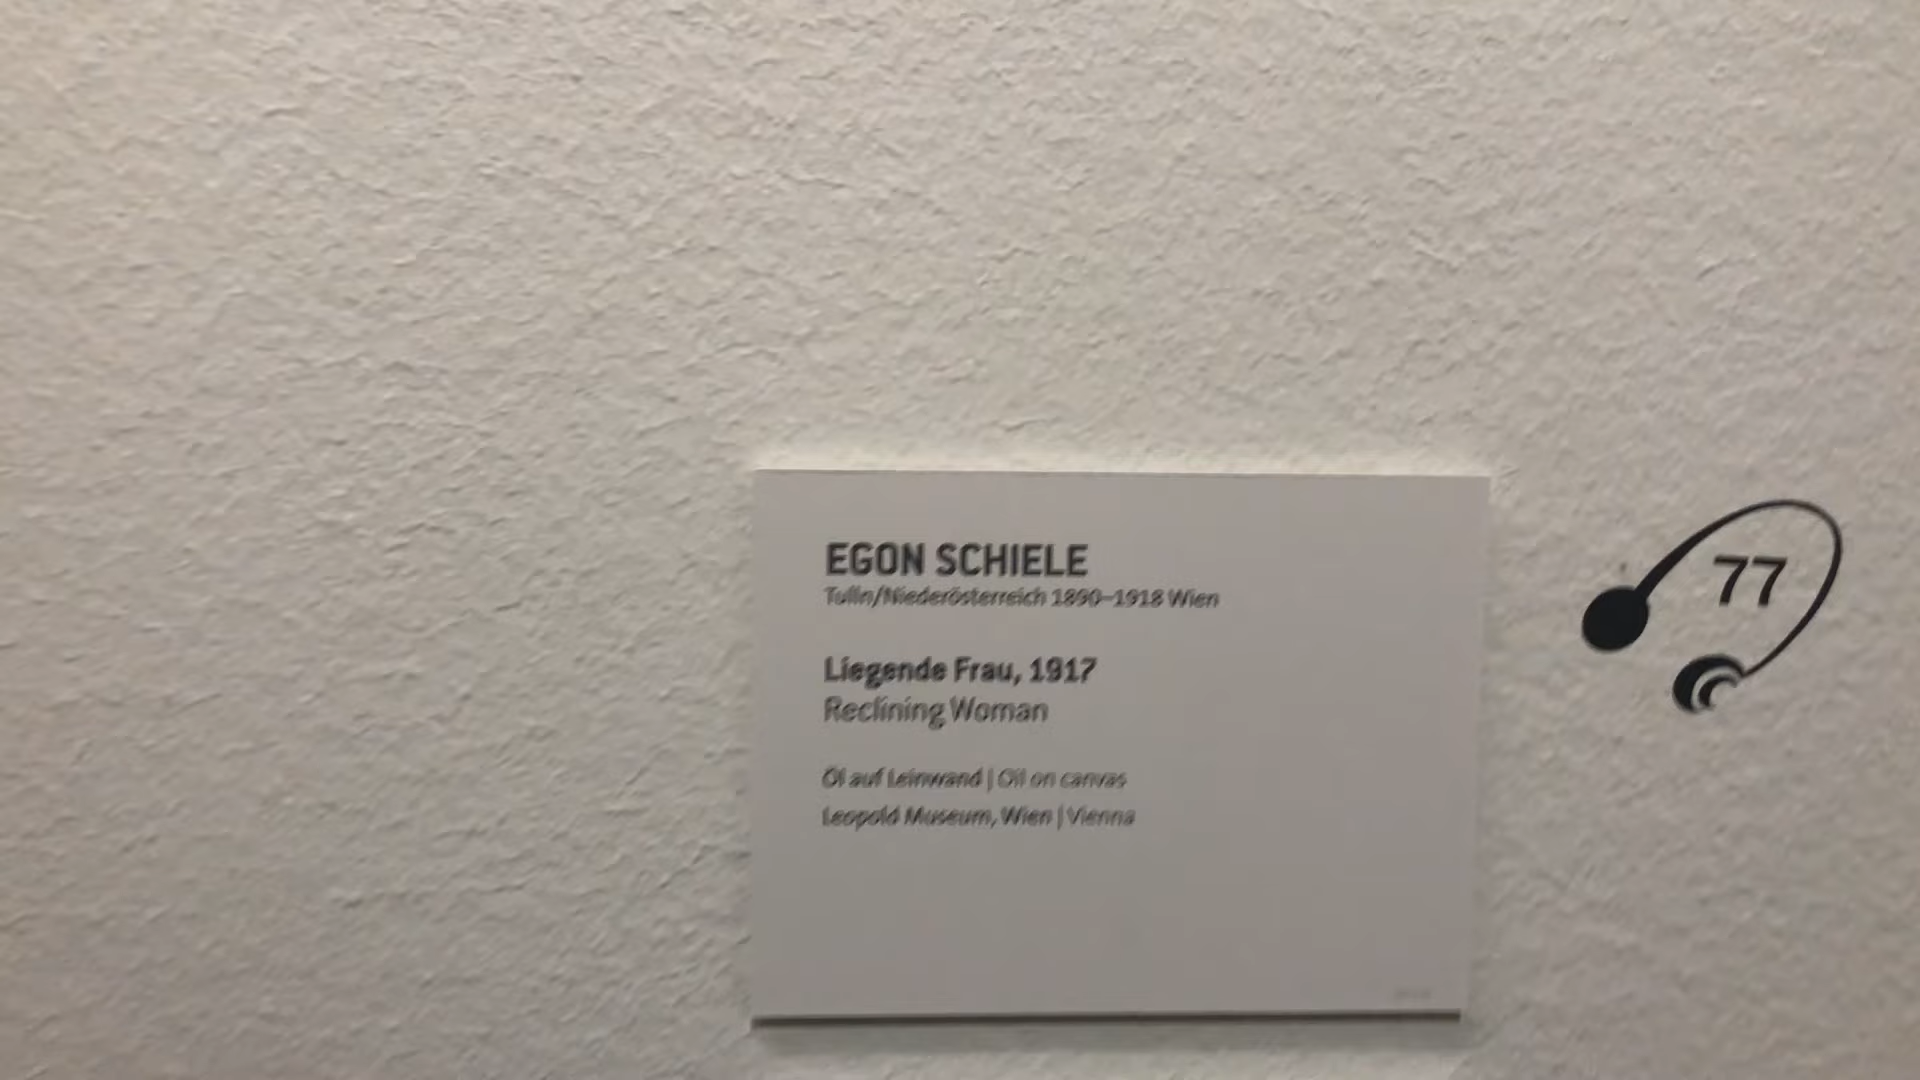 EGON SCHIELE
Tulln/Niederösterreich 1890–1918 Wien
Liegende Frau, 1917
Reclining Woman
Öl auf Leinwand | Oil on canvas
Leopold Museum, Wien | Vienna
77